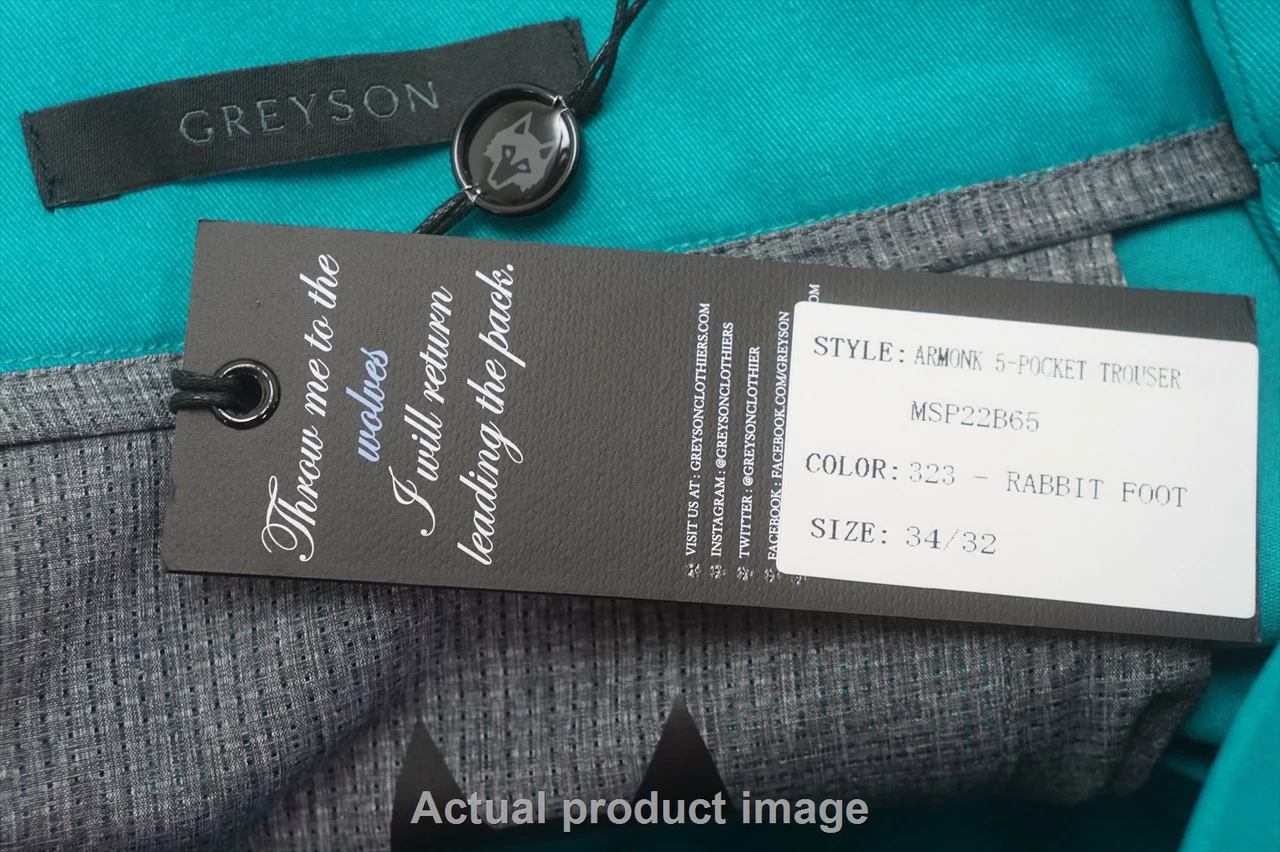 GREYSON
Throw me to the
wolves
I will return
leading the pack.
VISIT US AT : GREYSONCLOTHIERS.COM
INSTAGRAM : @GREYSONCLOTHIERS
TWITTER : @GREYSONCLOTHIER
FACEBOOK : FACEBOOK.COM/GREYSON
OM
STYLE: ARMONK 5-POCKET TROUSER
MSP22B65
COLOR: 323 - RABBIT FOOT
SIZE: 34/32
Actual product image